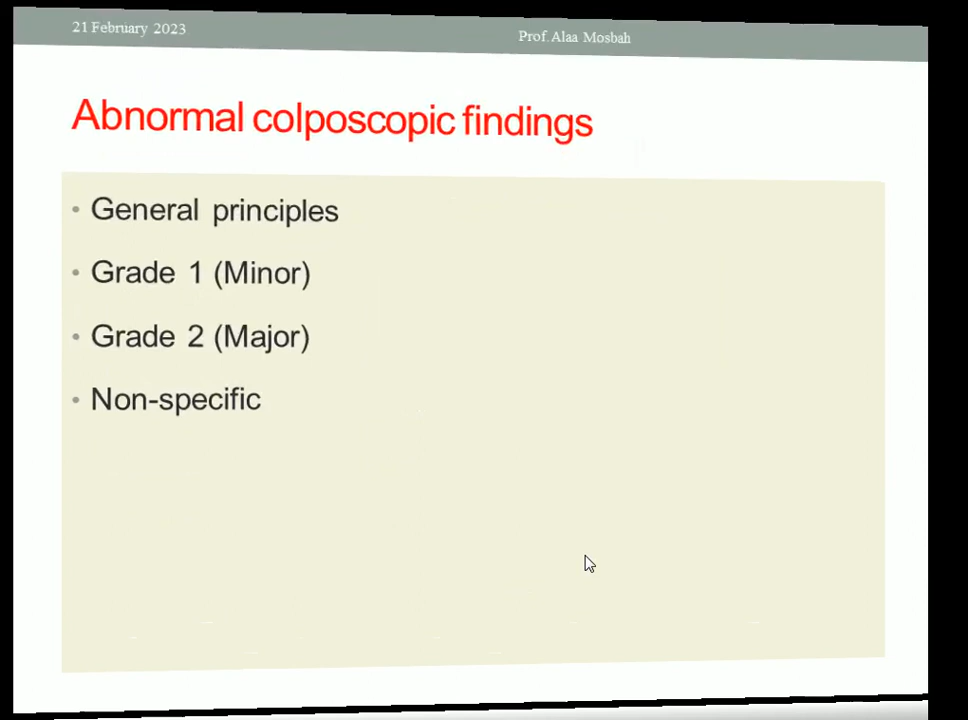 21 February 2023
Prof. Alaa Mosbah
Abnormal colposcopic findings
• General principles
• Grade 1 (Minor)
• Grade 2 (Major)
• Non-specific